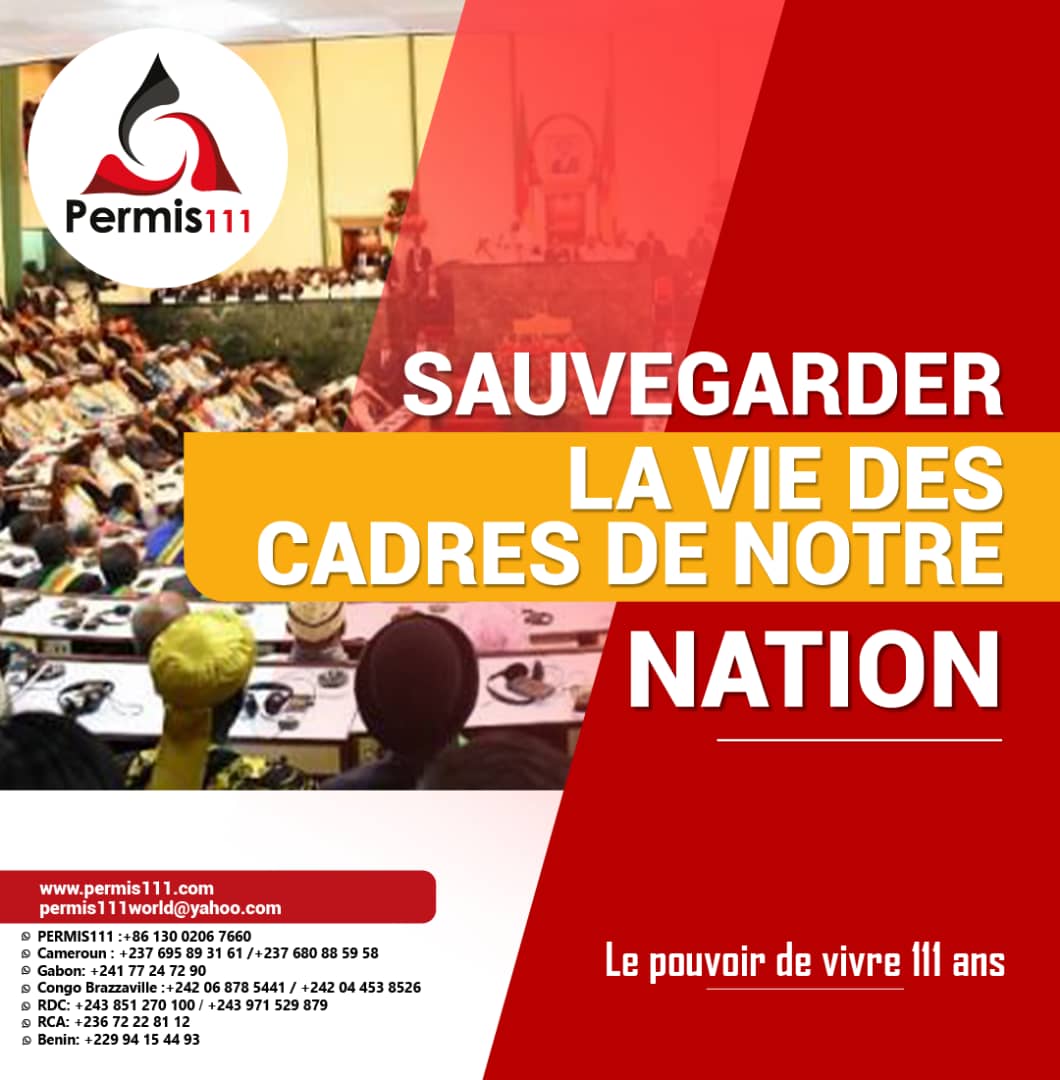 Permis111
SAUVEGARDER
LA VIE DES
CADRES DE NOTRE
NATION
www.permis111.com
permis111world@yahoo.com
PERMIS111 :+86 130 0206 7660
Cameroun : +237 695 89 31 61 /+237 680 88 59 58
Gabon: +241 77 24 72 90
Congo Brazzaville :+242 06 878 5441 / +242 04 453 8526
RDC: +243 851 270 100 / +243 971 529 879
RCA: +236 72 22 81 12
Benin: +229 94 15 44 93
Le pouvoir de vivre 111 ans